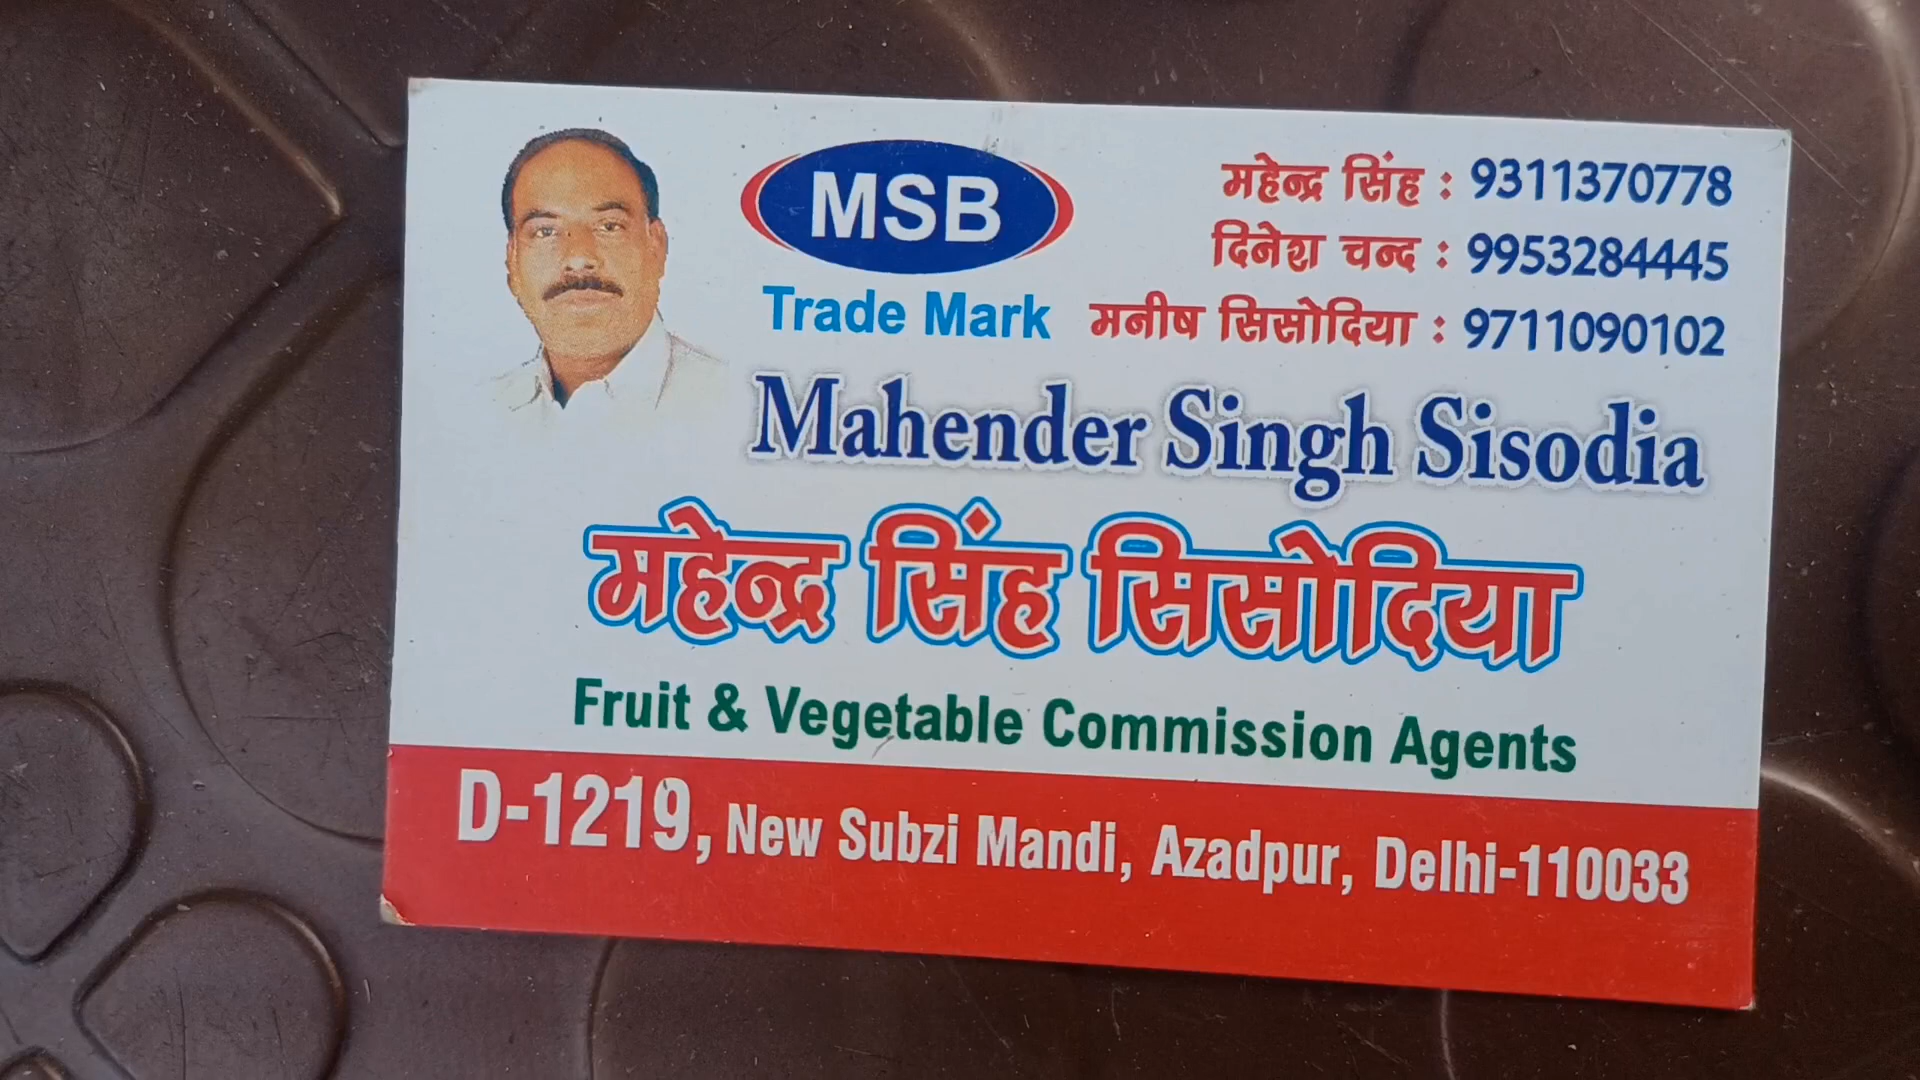 MSB
Trade Mark
महेन्द्र सिंह : 9311370778
दिनेश चन्द : 9953284445
मनीष सिसोदिया : 9711090102
Mahender Singh Sisodia
महेन्द्र सिंह सिसोदिया
Fruit & Vegetable Commission Agents
D-1219, New Subzi Mandi, Azadpur, Delhi-110033